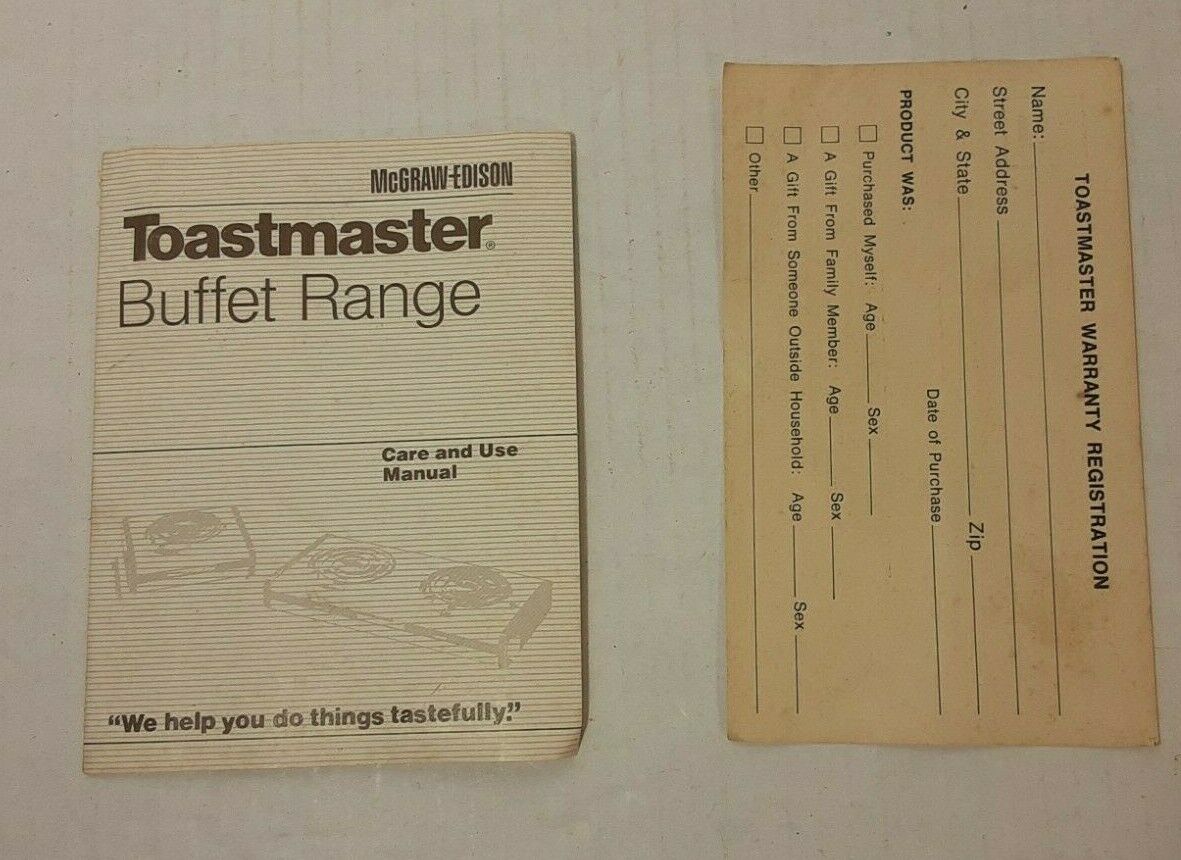 McGRAW-EDISON
Toastmaster®
Buffet Range
Care and Use
Manual
"We help you do things tastefully."
TOASTMASTER WARRANTY REGISTRATION
Name:
Street Address
City & State Zip
Date of Purchase
PRODUCT WAS:
Purchased Myself: Age Sex
A Gift From Family Member: Age Sex
A Gift From Someone Outside Household: Age Sex
Other